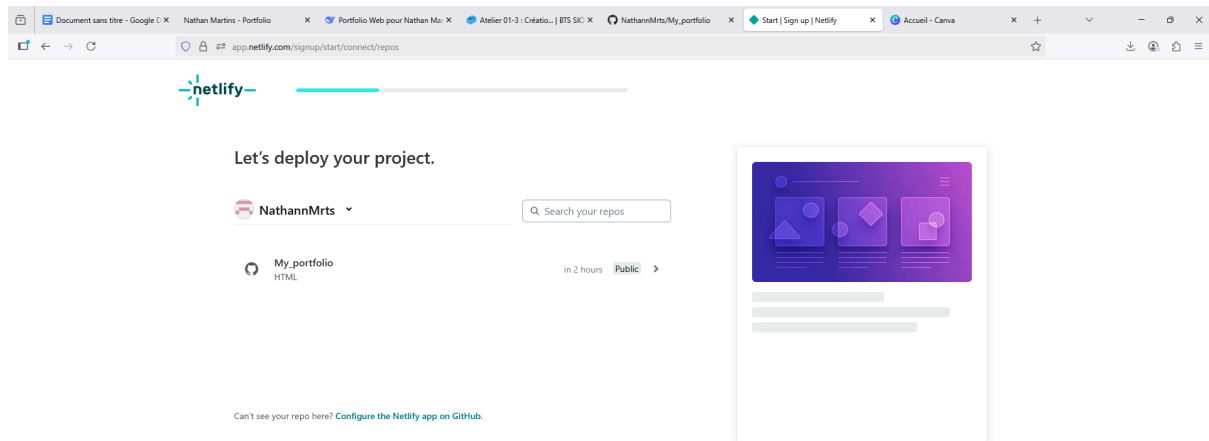 Document sans titre - Google D
Nathan Martins - Portfolio
Portfolio Web pour Nathan Mar
Atelier 01-3 : Créatio... | BTS SIO
NathannMrts/My_portfolio
Start | Sign up | Netlify
Accueil - Canva
app.netlify.com/signup/start/connect/repos
netlify
Let's deploy your project.
NathannMrts
Search your repos
My_portfolio
in 2 hours Public
HTML
Can't see your repo here? Configure the Netlify app on GitHub.